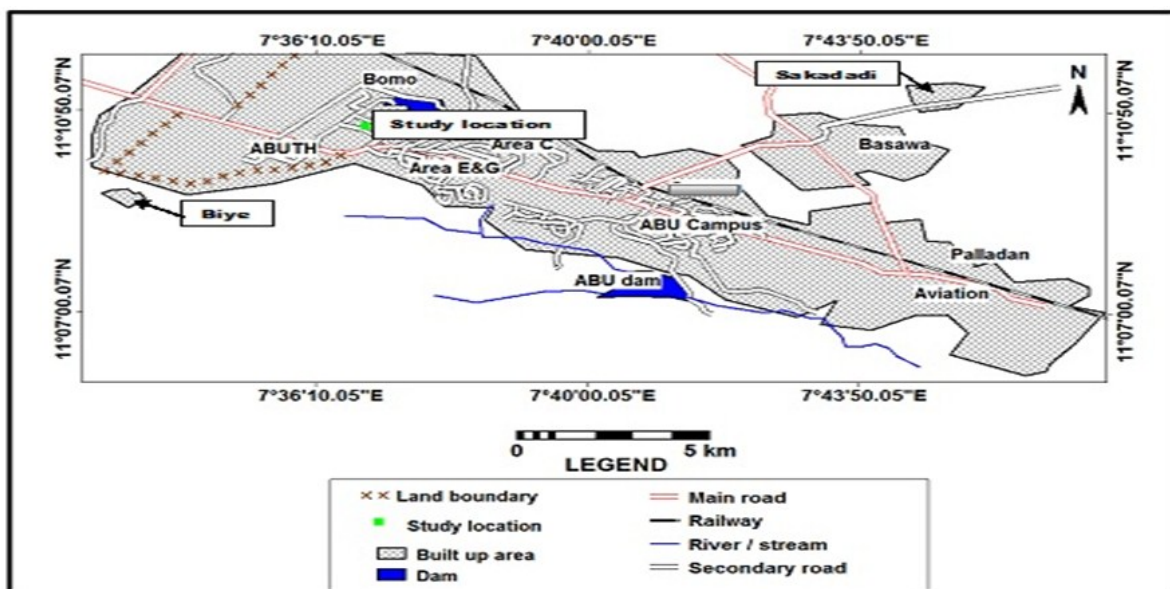 7°36'10.05"E 7°40'00.05"E 7°43'50.05"E
11°10'50.07"N
11°07'00.07"N
Bomo
Sakadadi
N
Study location
ABUTH
Area C
Basawa
Area E&G
Biye
ABU Campus
Palladan
ABU dam
Aviation
11°10'50.07"N
11°07'00.07"N
7°36'10.05"E 7°40'00.05"E 7°43'50.05"E
0 5 km
LEGEND
Land boundary
Study location
Built up area
Dam
Main road
Railway
River / stream
Secondary road